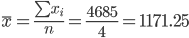 x̅ = ∑xᵢ / n = 4685 / 4 = 1171.25